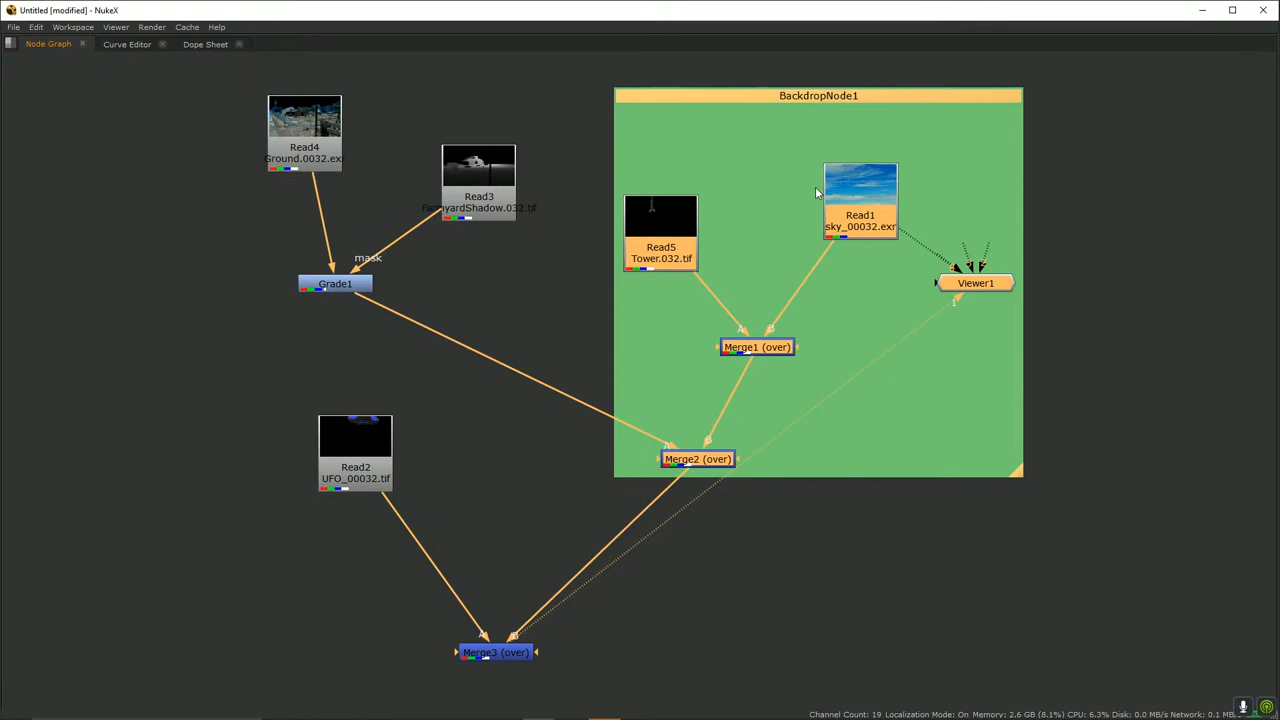 Untitled [modified] - NukeX
File Edit Workspace Viewer Render Cache Help
Node Graph Curve Editor Dope Sheet
BackdropNode1
Read4
Ground.0032.exr
Read3
FarmyardShadow.032.tif
Read1
sky_00032.exr
Read5
Tower.032.tif
mask
Grade1
Viewer1
1
A B
Merge1 (over)
A B
Merge2 (over)
Read2
UFO_00032.tif
A B
Merge3 (over)
Channel Count: 19 Localization Mode: On Memory: 2.6 GB (8.1%) CPU: 6.3% Disk: 0.0 MB/s Network: 0.1 MB